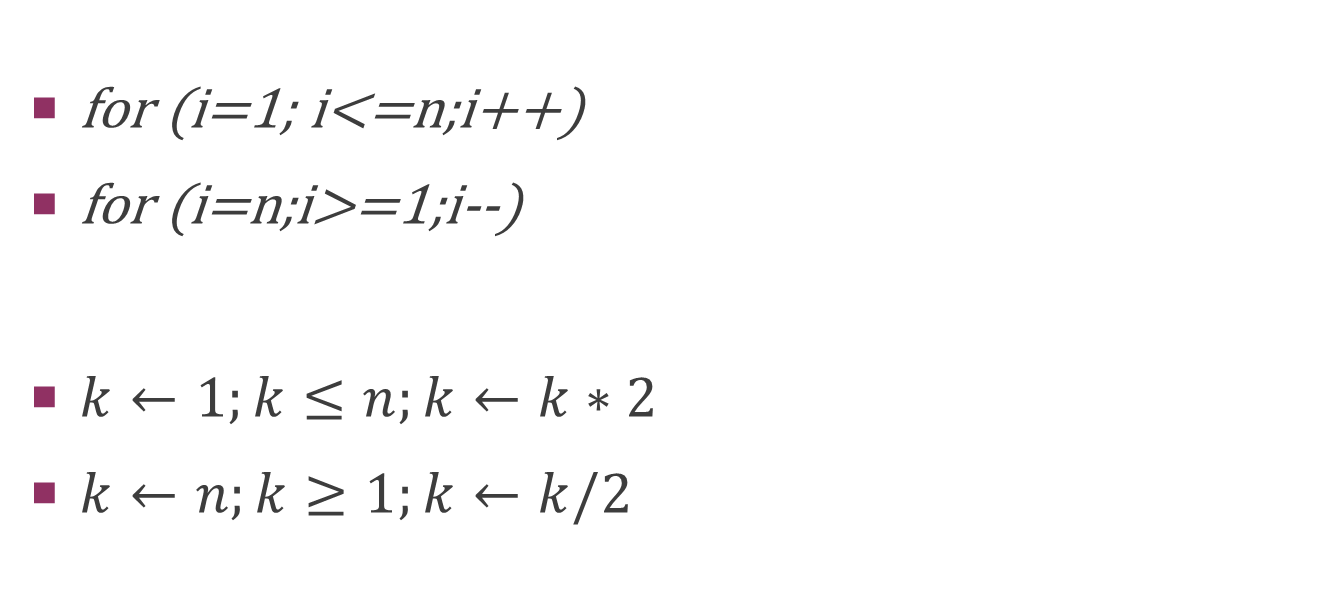 ▪ for (i=1; i<=n;i++)
▪ for (i=n;i>=1;i--)
▪ k ← 1; k ≤ n; k ← k ∗ 2
▪ k ← n; k ≥ 1; k ← k/2